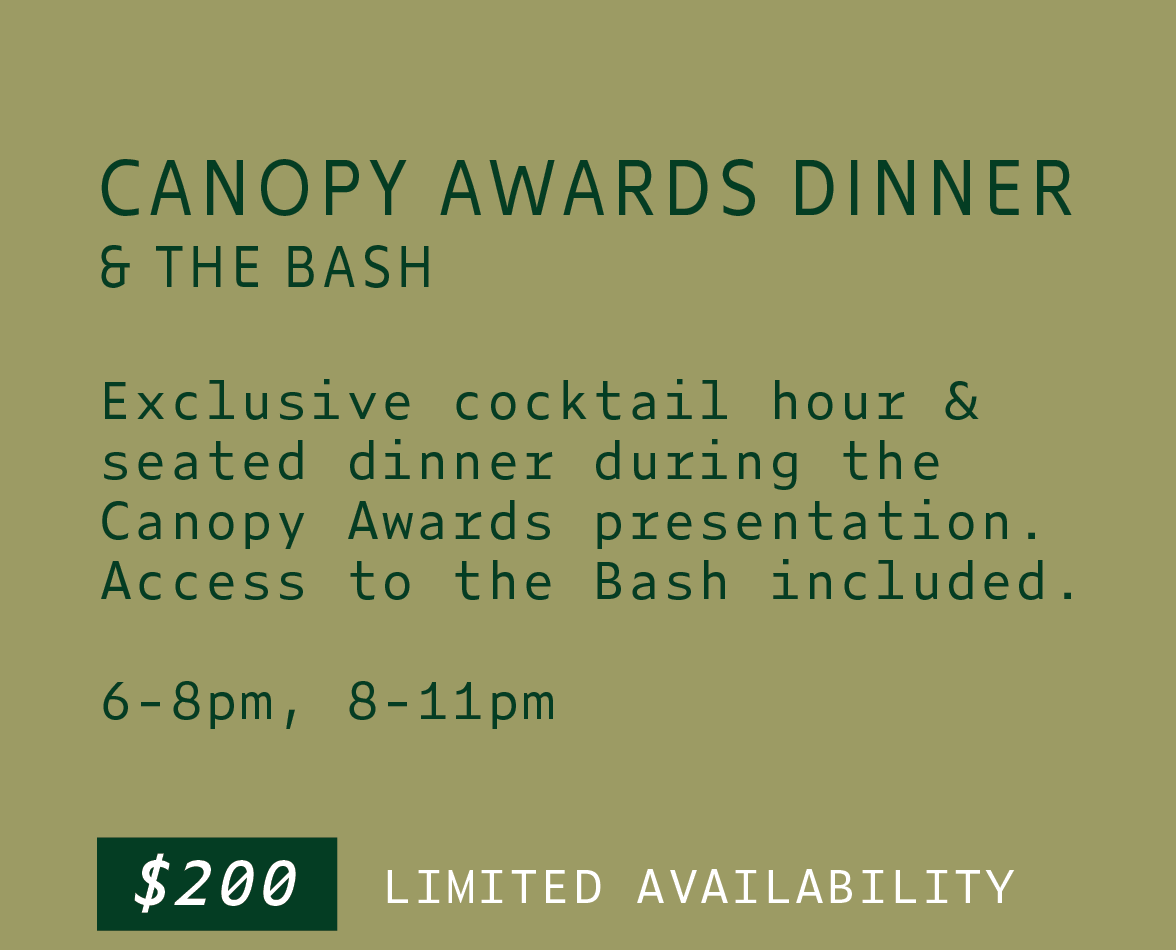 CANOPY AWARDS DINNER
& THE BASH
Exclusive cocktail hour &
seated dinner during the
Canopy Awards presentation.
Access to the Bash included.
6-8pm, 8-11pm
$200 LIMITED AVAILABILITY